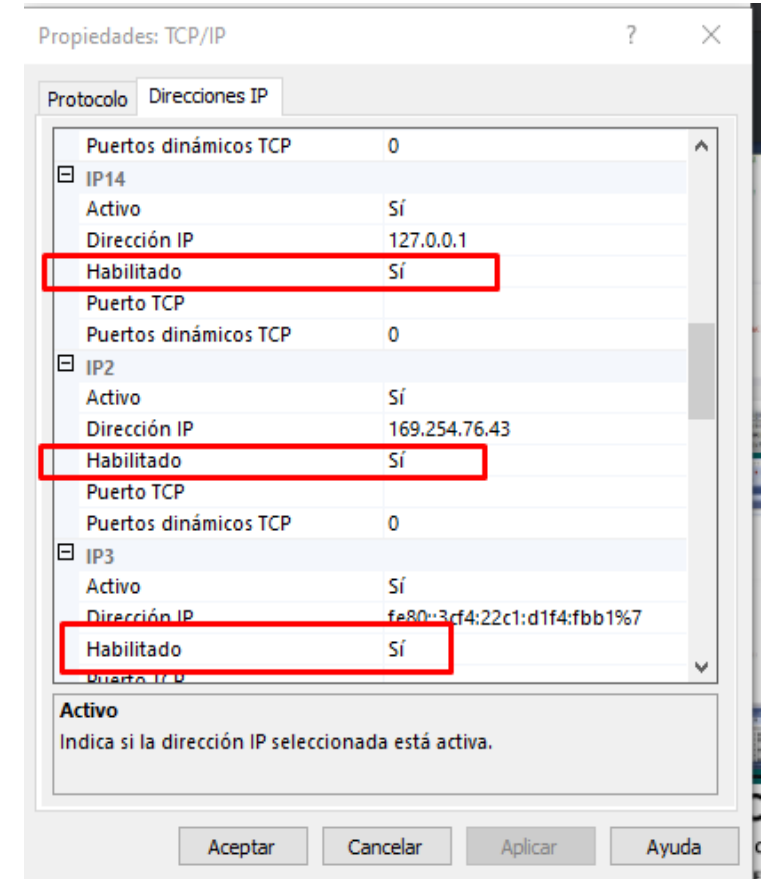 Propiedades: TCP/IP ? ×
Protocolo Direcciones IP
Puertos dinámicos TCP 0
IP14
Activo Sí
Dirección IP 127.0.0.1
Habilitado Sí
Puerto TCP
Puertos dinámicos TCP 0
IP2
Activo Sí
Dirección IP 169.254.76.43
Habilitado Sí
Puerto TCP
Puertos dinámicos TCP 0
IP3
Activo Sí
Dirección IP fe80::3cf4:22c1:d1f4:fbb1%7
Habilitado Sí
Puerto TCP
Activo
Indica si la dirección IP seleccionada está activa.
Aceptar Cancelar Aplicar Ayuda